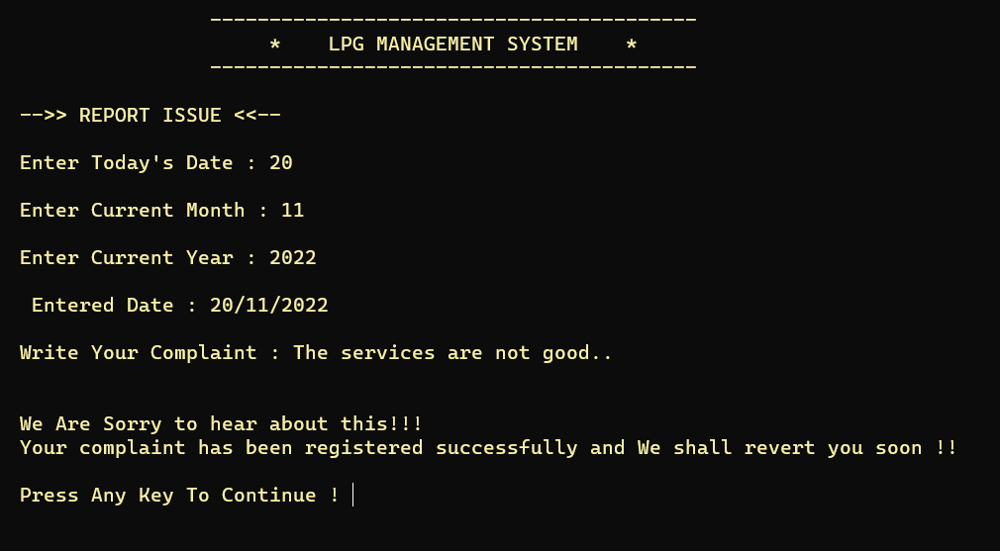 -----------------------------------------
*    LPG MANAGEMENT SYSTEM    *
-----------------------------------------
-->> REPORT ISSUE <<--
Enter Today's Date : 20
Enter Current Month : 11
Enter Current Year : 2022
Entered Date : 20/11/2022
Write Your Complaint : The services are not good..
We Are Sorry to hear about this!!!
Your complaint has been registered successfully and We shall revert you soon !!
Press Any Key To Continue !